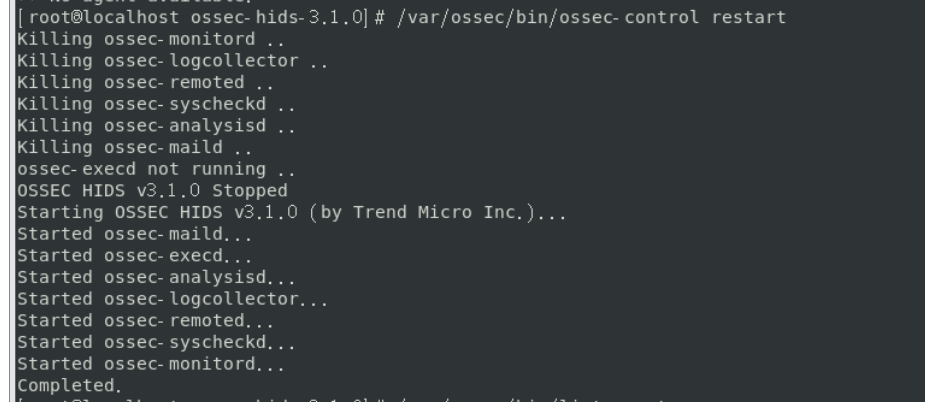 No agent available.
[root@localhost ossec-hids-3.1.0]# /var/ossec/bin/ossec-control restart
Killing ossec-monitord ..
Killing ossec-logcollector ..
Killing ossec-remoted ..
Killing ossec-syscheckd ..
Killing ossec-analysisd ..
Killing ossec-maild ..
ossec-execd not running ..
OSSEC HIDS v3.1.0 Stopped
Starting OSSEC HIDS v3.1.0 (by Trend Micro Inc.)...
Started ossec-maild...
Started ossec-execd...
Started ossec-analysisd...
Started ossec-logcollector...
Started ossec-remoted...
Started ossec-syscheckd...
Started ossec-monitord...
Completed.